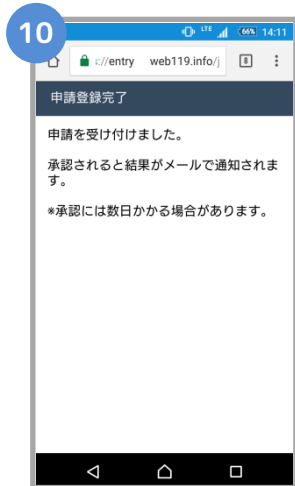 10
LTE 66% 14:11
://entry web119.info/j 8
申請登録完了
申請を受け付けました。
承認されると結果がメールで通知されま
す。
*承認には数日かかる場合があります。